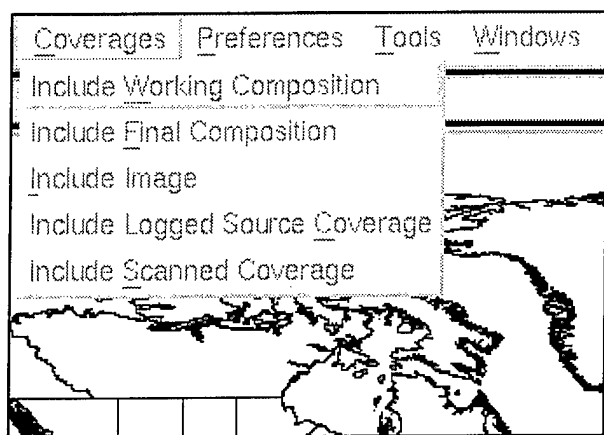 Coverages Preferences Tools Windows
Include Working Composition
Include Final Composition
Include Image
Include Logged Source Coverage
Include Scanned Coverage